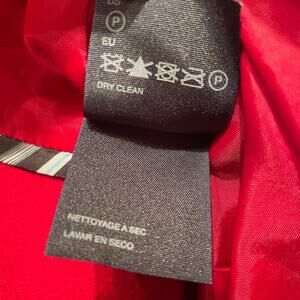 US
P
EU
P
DRY CLEAN
NETTOYAGE À SEC
LAVAR EN SECO